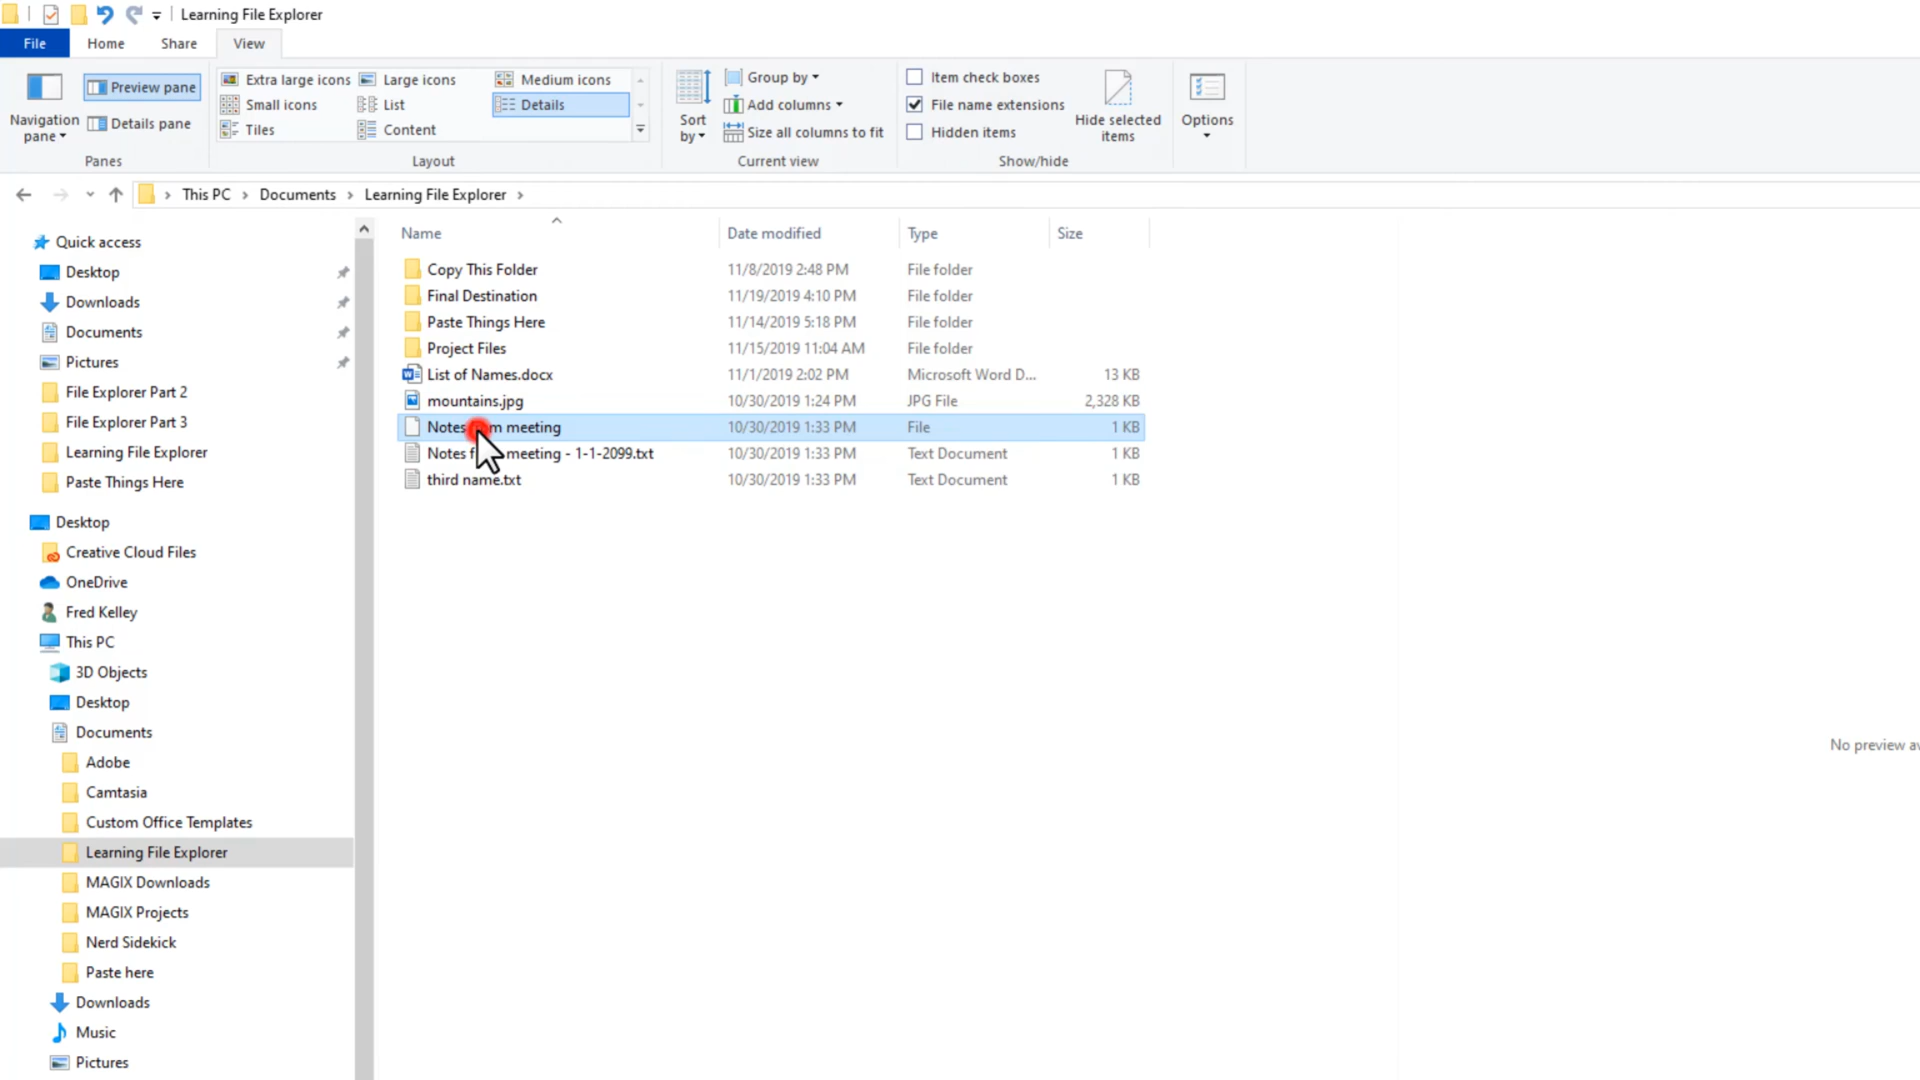 Learning File Explorer
File Home Share View
Navigation pane
Preview pane
Details pane
Panes
Extra large icons Large icons Medium icons
Small icons List Details
Tiles Content
Layout
Sort by
Group by
Add columns
Size all columns to fit
Current view
Item check boxes
File name extensions
Hidden items
Hide selected items
Show/hide
Options
This PC > Documents > Learning File Explorer >
Quick access
Desktop
Downloads
Documents
Pictures
File Explorer Part 2
File Explorer Part 3
Learning File Explorer
Paste Things Here
Desktop
Creative Cloud Files
OneDrive
Fred Kelley
This PC
3D Objects
Desktop
Documents
Adobe
Camtasia
Custom Office Templates
Learning File Explorer
MAGIX Downloads
MAGIX Projects
Nerd Sidekick
Paste here
Downloads
Music
Pictures
Name Date modified Type Size
Copy This Folder 11/8/2019 2:48 PM File folder
Final Destination 11/19/2019 4:10 PM File folder
Paste Things Here 11/14/2019 5:18 PM File folder
Project Files 11/15/2019 11:04 AM File folder
List of Names.docx 11/1/2019 2:02 PM Microsoft Word D... 13 KB
mountains.jpg 10/30/2019 1:24 PM JPG File 2,328 KB
Notes meeting 10/30/2019 1:33 PM File 1 KB
Notes meeting - 1-1-2099.txt 10/30/2019 1:33 PM Text Document 1 KB
third name.txt 10/30/2019 1:33 PM Text Document 1 KB
No preview